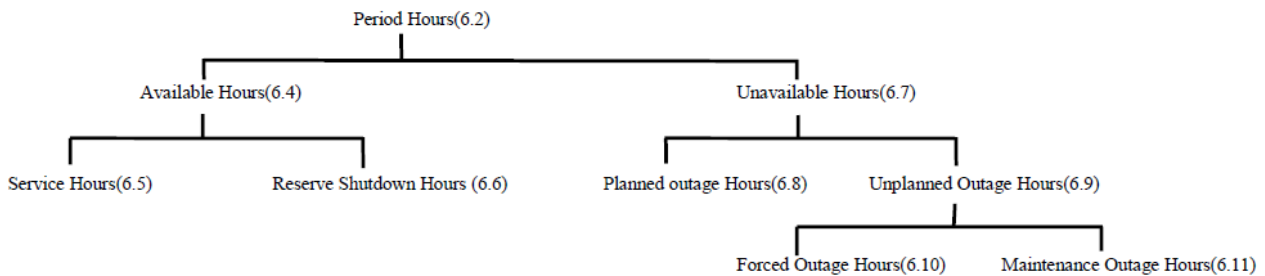 Period Hours(6.2)
Available Hours(6.4)
Unavailable Hours(6.7)
Service Hours(6.5)
Reserve Shutdown Hours (6.6)
Planned outage Hours(6.8)
Unplanned Outage Hours(6.9)
Forced Outage Hours(6.10)
Maintenance Outage Hours(6.11)